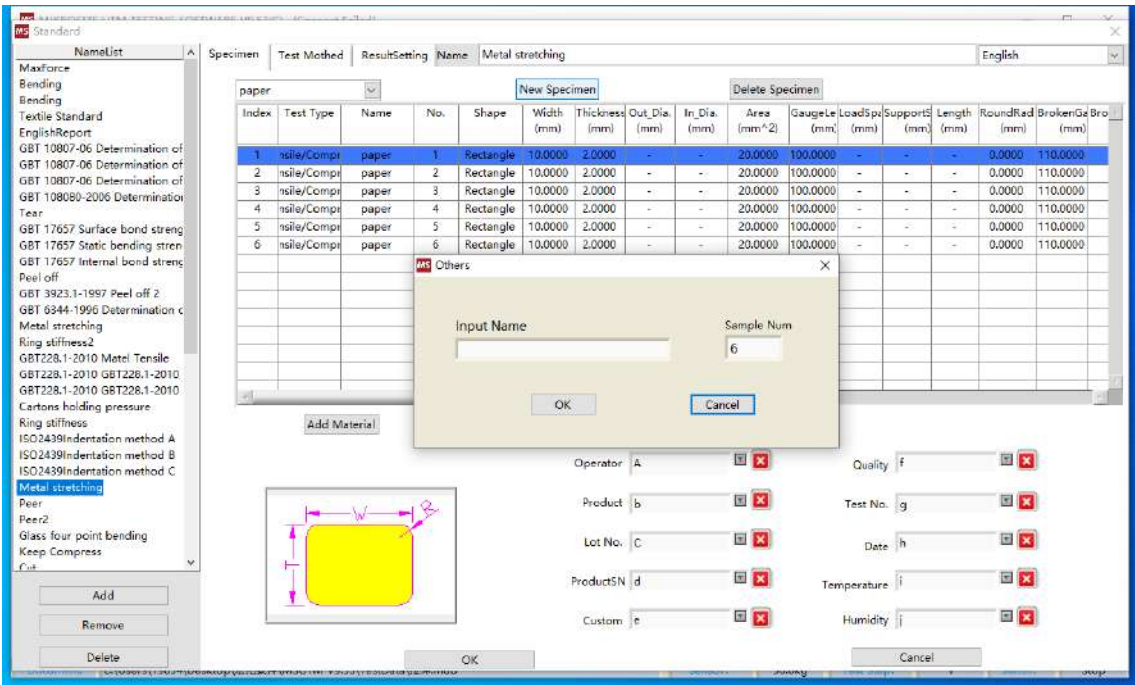 MS Standard
NameList
MaxForce
Bending
Bending
Textile Standard
EnglishReport
GBT 10807-06 Determination of
GBT 10807-06 Determination of
GBT 10807-06 Determination of
GBT 108080-2006 Determination
Tear
GBT 17657 Surface bond streng
GBT 17657 Static bending stren
GBT 17657 Internal bond streng
Peel off
GBT 3923.1-1997 Peel off 2
GBT 6344-1996 Determination c
Metal stretching
Ring stiffness2
GBT228.1-2010 Matel Tensile
GBT228.1-2010 GBT228.1-2010
GBT228.1-2010 GBT228.1-2010
Cartons holding pressure
Ring stiffness
ISO2439Indentation method A
ISO2439Indentation method B
ISO2439Indentation method C
Metal stretching
Peer
Peer2
Glass four point bending
Keep Compress
Cut
Add
Remove
Delete
Specimen Test Mothed ResultSetting Name Metal stretching English
paper New Specimen Delete Specimen
Index Test Type Name No. Shape Width Thickness Out_Dia. In_Dia. Area GaugeLe LoadSpa SupportS Length RoundRad BrokenGa Bro
(mm) (mm) (mm) (mm) (mm^2) (mm) (mm) (mm) (mm) (mm) (mm)
1 nsile/Compr paper 1 Rectangle 10.0000 2.0000 - - 20.0000 100.0000 - - - 0.0000 110.0000
2 nsile/Compr paper 2 Rectangle 10.0000 2.0000 - - 20.0000 100.0000 - - - 0.0000 110.0000
3 nsile/Compr paper 3 Rectangle 10.0000 2.0000 - - 20.0000 100.0000 - - - 0.0000 110.0000
4 nsile/Compr paper 4 Rectangle 10.0000 2.0000 - - 20.0000 100.0000 - - - 0.0000 110.0000
5 nsile/Compr paper 5 Rectangle 10.0000 2.0000 - - 20.0000 100.0000 - - - 0.0000 110.0000
6 nsile/Compr paper 6 Rectangle 10.0000 2.0000 - - 20.0000 100.0000 - - - 0.0000 110.0000
MS Others
Input Name Sample Num
6
OK Cancel
Add Material
Operator A Quality f
Product b Test No. g
Lot No. C Date h
ProductSN d Temperature i
Custom e Humidity j
W R
T
OK Cancel